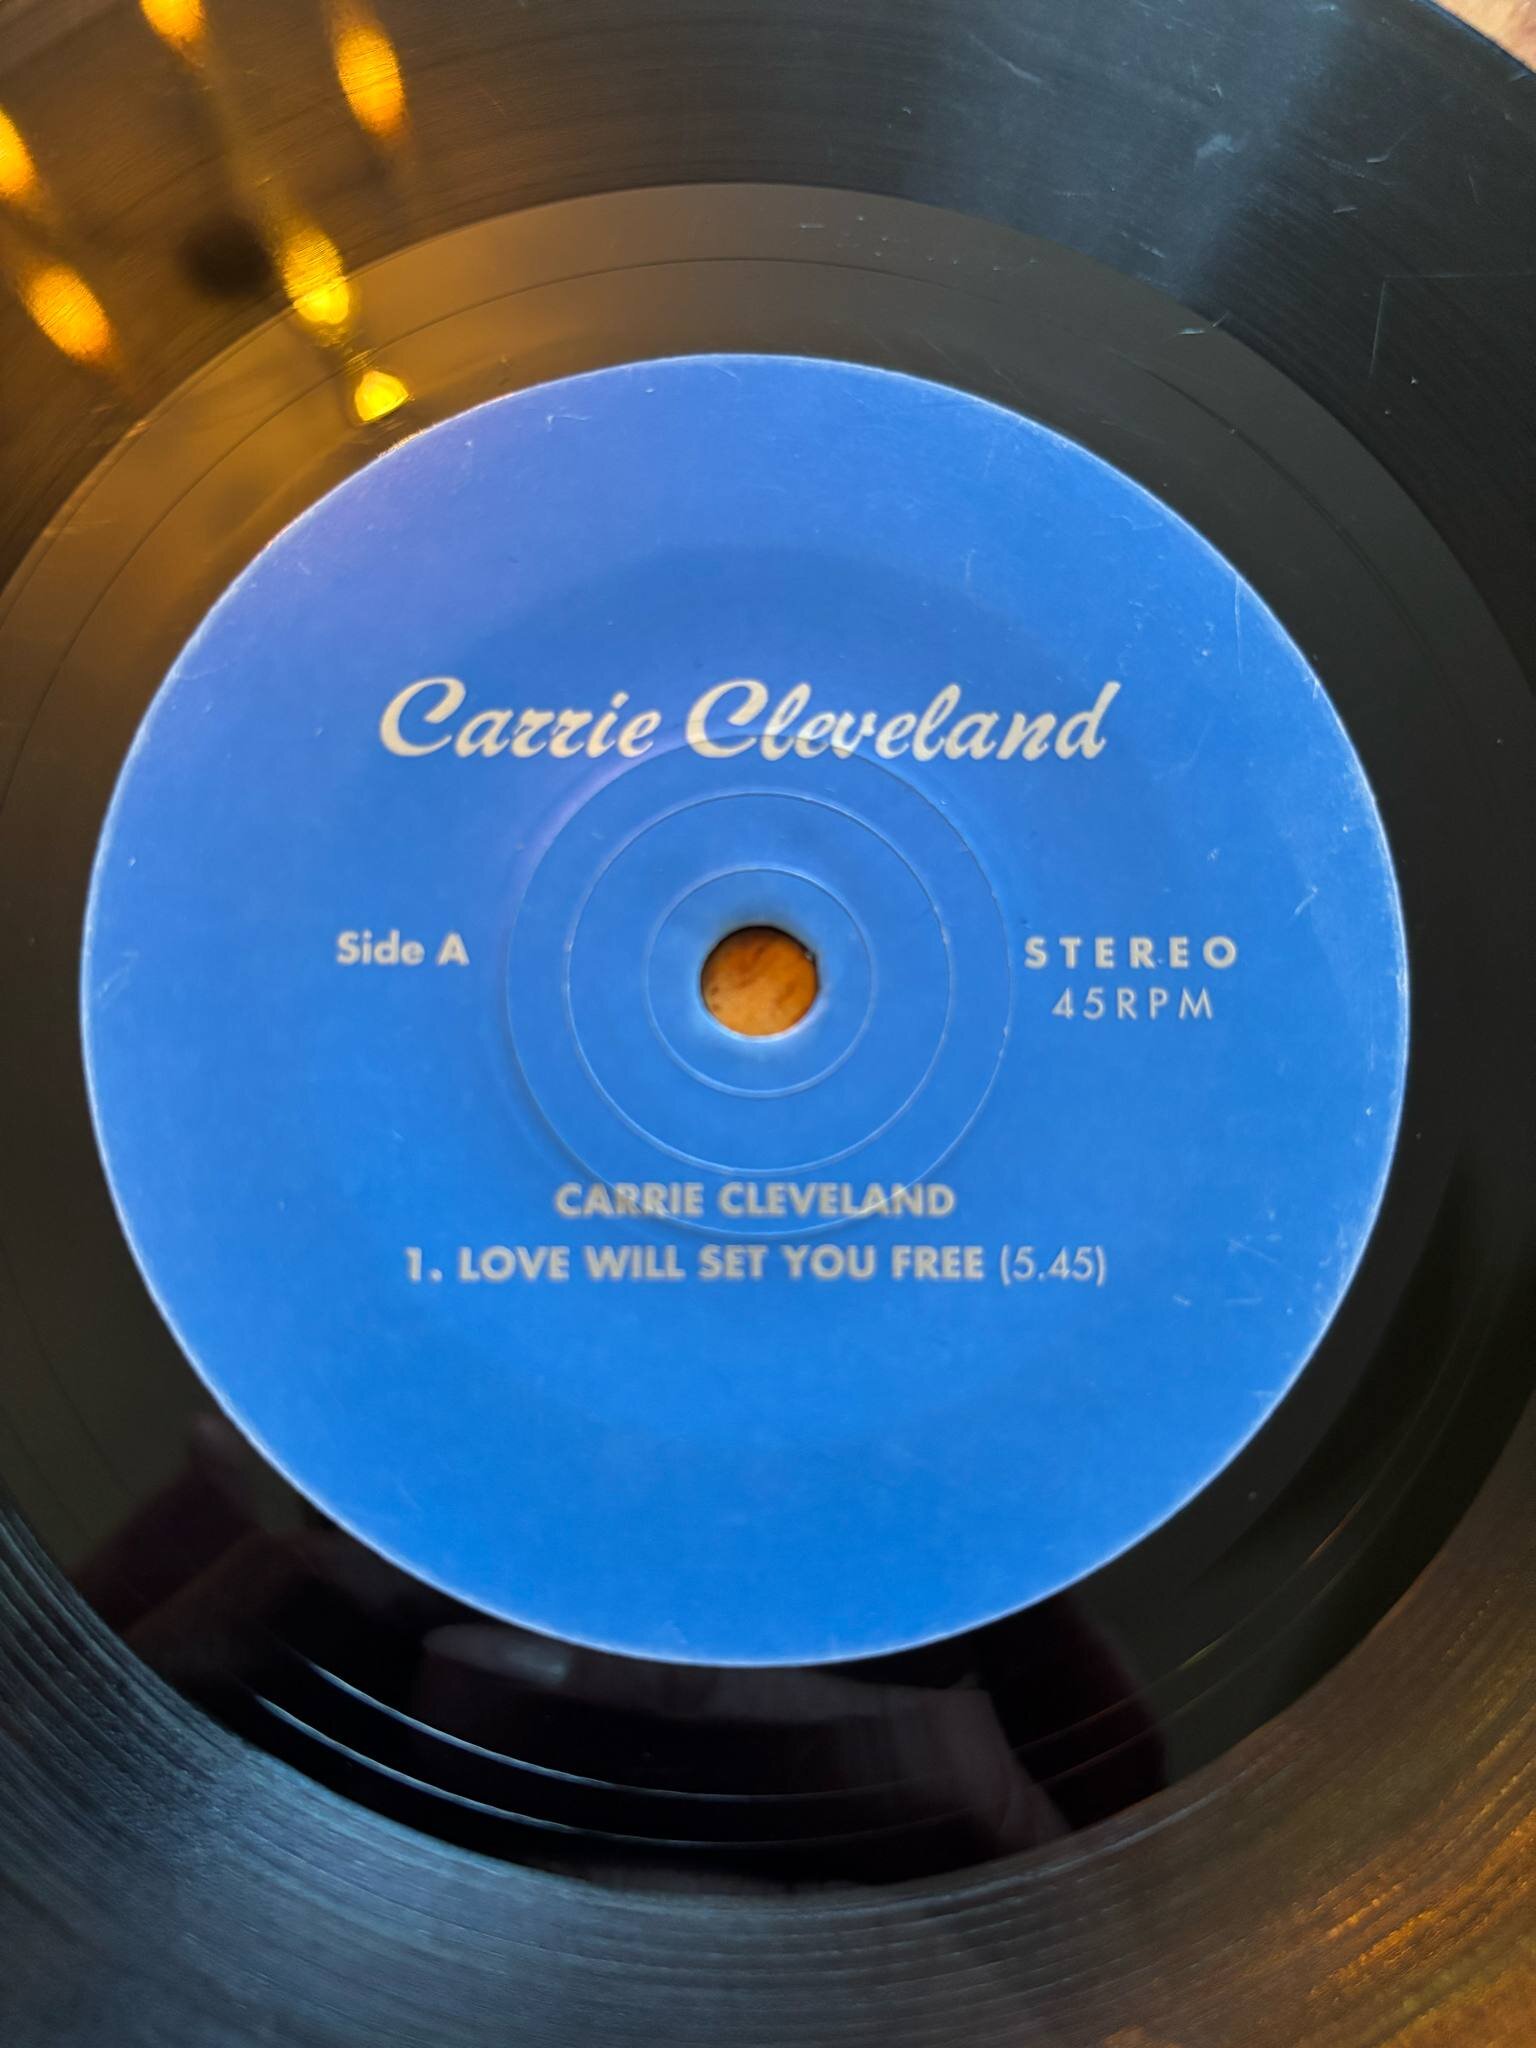 Carrie Cleveland
Side A
STEREO
45RPM
CARRIE CLEVELAND
1. LOVE WILL SET YOU FREE (5.45)